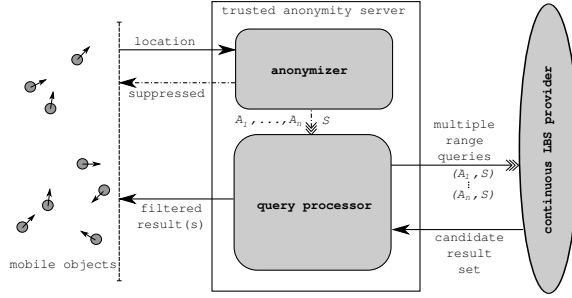 trusted anonymity server
location
anonymizer
suppressed
A1,...,An S
multiple
range
queries
(A1,S)
(An,S)
continuous LBS provider
query processor
filtered
result(s)
candidate
result
set
mobile objects